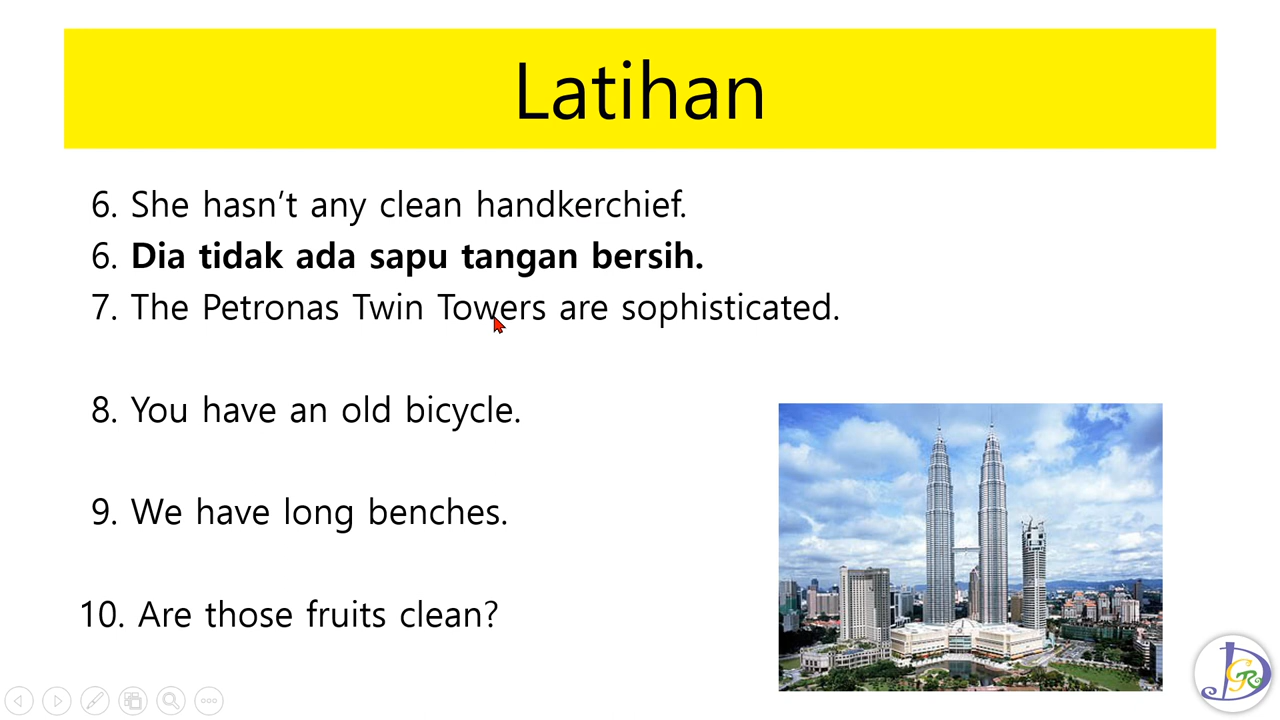 Latihan
6. She hasn’t any clean handkerchief.
6. Dia tidak ada sapu tangan bersih.
7. The Petronas Twin Towers are sophisticated.
8. You have an old bicycle.
9. We have long benches.
10. Are those fruits clean?